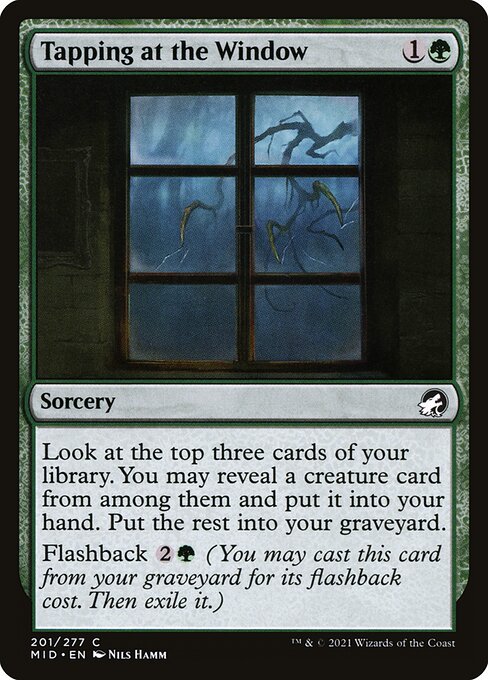 Tapping at the Window 1
Sorcery
Look at the top three cards of your
library. You may reveal a creature card
from among them and put it into your
hand. Put the rest into your graveyard.
Flashback 2 (You may cast this card
from your graveyard for its flashback
cost. Then exile it.)
201/277 C
MID • EN Nils Hamm
™ & © 2021 Wizards of the Coast